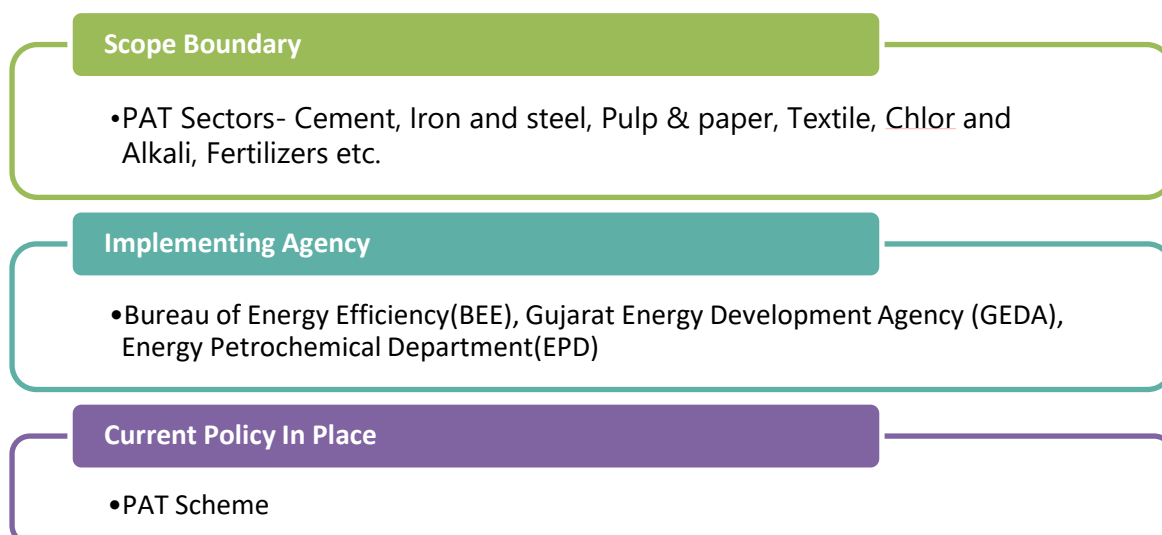 Scope Boundary
•PAT Sectors- Cement, Iron and steel, Pulp & paper, Textile, Chlor and
Alkali, Fertilizers etc.
Implementing Agency
•Bureau of Energy Efficiency(BEE), Gujarat Energy Development Agency (GEDA),
Energy Petrochemical Department(EPD)
Current Policy In Place
•PAT Scheme